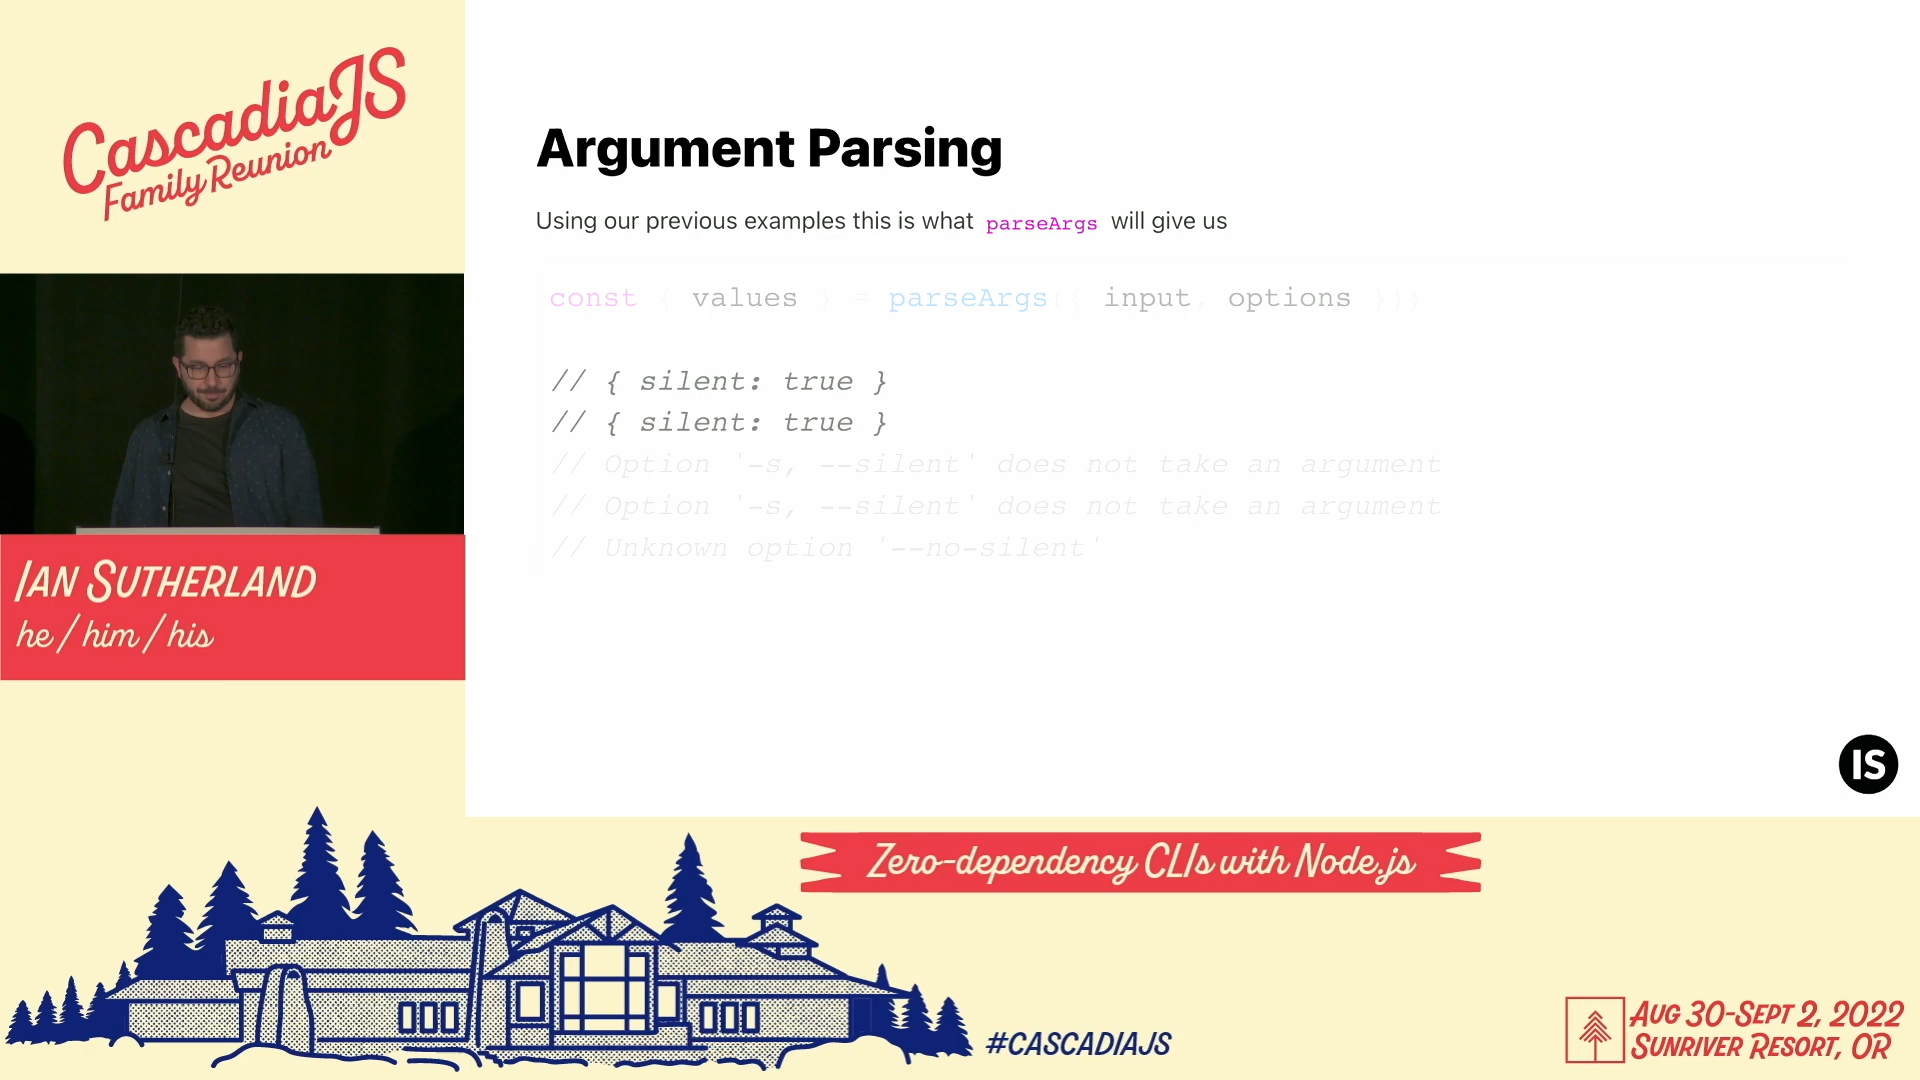 CascadiaJS
Family Reunion
Argument Parsing
Using our previous examples this is what parseArgs will give us
const { values } = parseArgs({ input, options });
// { silent: true }
// { silent: true }
// Option '-s, --silent' does not take an argument
// Option '-s, --silent' does not take an argument
// Unknown option '--no-silent'
IAN SUTHERLAND
he / him / his
IS
Zero-dependency CLIs with Node.js
#CASCADIAJS
AUG 30-SEPT 2, 2022
SUNRIVER RESORT, OR